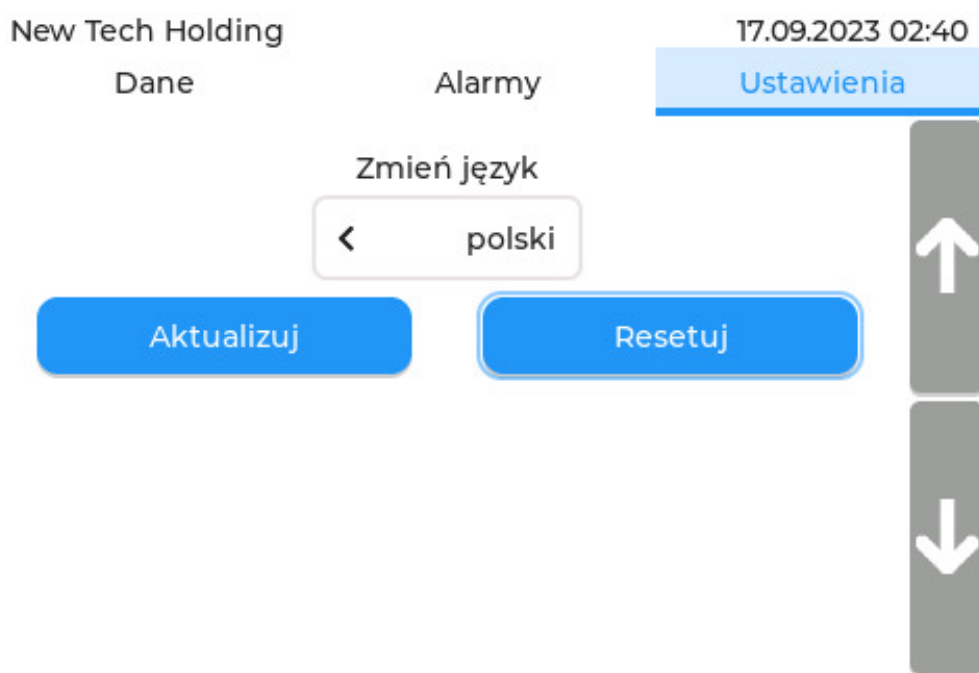 New Tech Holding 17.09.2023 02:40
Dane Alarmy Ustawienia
Zmień język
polski
Aktualizuj Resetuj